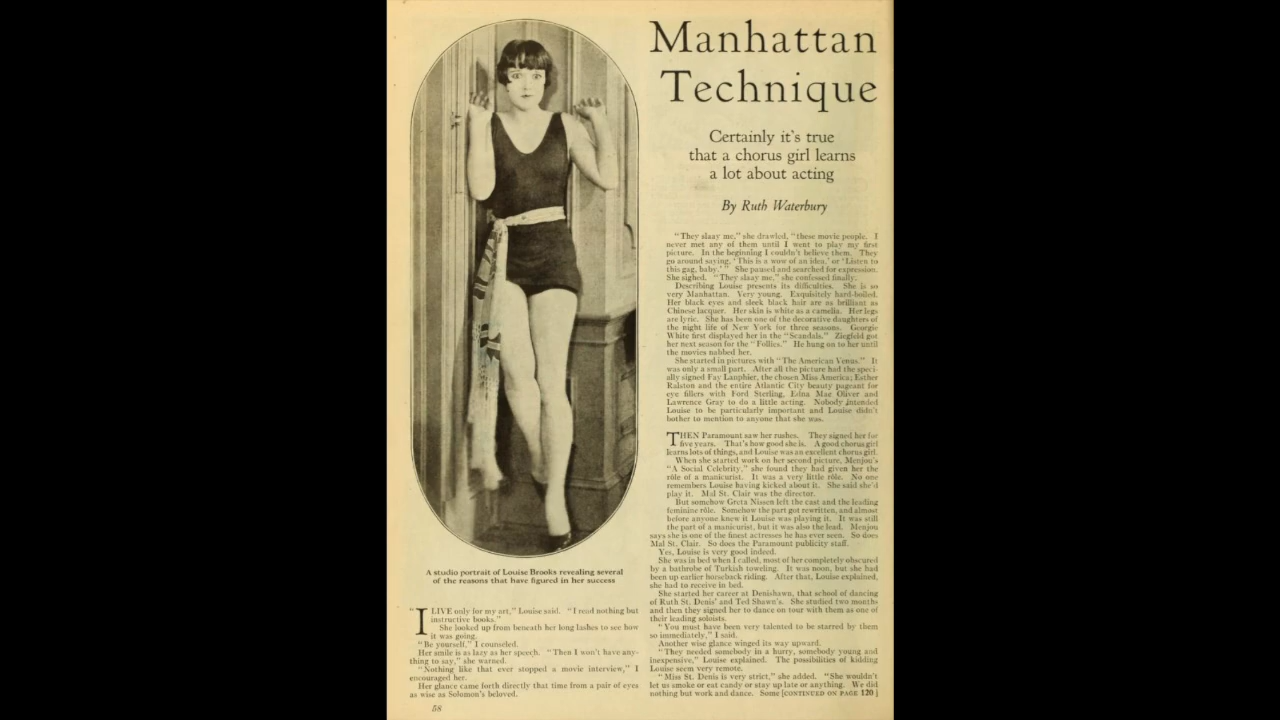 Manhattan
Technique
Certainly it's true
that a chorus girl learns
a lot about acting
By Ruth Waterbury
A studio portrait of Louise Brooks revealing several
of the reasons that have figured in her success
"I LIVE only for my art," Louise said. "I read nothing but
instructive books."
She looked up from beneath her long lashes to see how
it was going.
"Be yourself," I counseled.
Her smile is as lazy as her speech. "Then I won't have any-
thing to say," she warned.
"Nothing like that ever stopped a movie interview," I
encouraged her.
Her glance came forth directly that time from a pair of eyes
as wise as Solomon's beloved.
"They slaay me," she drawled, "these movie people. I
never met any of them until I went to play my first
picture. In the beginning I couldn't believe them. They
go around saying, 'This is a wow of an idea,' or 'Listen to
this gag, baby.'" She paused and searched for expression.
She sighed. "They slaay me," she confessed finally.
Describing Louise presents its difficulties. She is so
very Manhattan. Very young. Exquisitely hard-boiled.
Her black eyes and sleek black hair are as brilliant as
Chinese lacquer. Her skin is white as a camelia. Her legs
are lyric. She has been one of the decorative daughters of
the night life of New York for three seasons. Georgie
White first displayed her in the "Scandals." Ziegfeld got
her next season for the "Follies." He hung on to her until
the movies nabbed her.
She started in pictures with "The American Venus." It
was only a small part. After all the picture had the speci-
ally signed Fay Lanphier, the chosen Miss America; Esther
Ralston and the entire Atlantic City beauty pageant for
eye fillers with Ford Sterling, Edna Mae Oliver and
Lawrence Gray to do a little acting. Nobody intended
Louise to be particularly important and Louise didn't
bother to mention to anyone that she was.
THEN Paramount saw her rushes. They signed her for
five years. That's how good she is. A good chorus girl
learns lots of things, and Louise was an excellent chorus girl.
When she started work on her second picture, Menjou's
"A Social Celebrity," she found they had given her the
rôle of a manicurist. It was a very little rôle. No one
remembers Louise having kicked about it. She said she'd
play it. Mal St. Clair was the director.
But somehow Greta Nissen left the cast and the leading
feminine rôle. Somehow the part got rewritten, and almost
before anyone knew it Louise was playing it. It was still
the part of a manicurist, but it was also the lead. Menjou
says she is one of the finest actresses he has ever seen. So does
Mal St. Clair. So does the Paramount publicity staff.
Yes, Louise is very good indeed.
She was in bed when I called, most of her completely obscured
by a bathrobe of Turkish toweling. It was noon, but she had
been up earlier horseback riding. After that, Louise explained,
she had to receive in bed.
She started her career at Denishawn, that school of dancing
of Ruth St. Denis' and Ted Shawn's. She studied two months
and then they signed her to dance on tour with them as one of
their leading soloists.
"You must have been very talented to be starred by them
so immediately," I said.
Another wise glance winged its way upward.
"They needed somebody in a hurry, somebody young and
inexpensive," Louise explained. The possibilities of kidding
Louise seem very remote.
"Miss St. Denis is very strict," she added. "She wouldn't
let us smoke or eat candy or stay up late or anything. We did
nothing but work and dance. Some [CONTINUED ON PAGE 120]
58